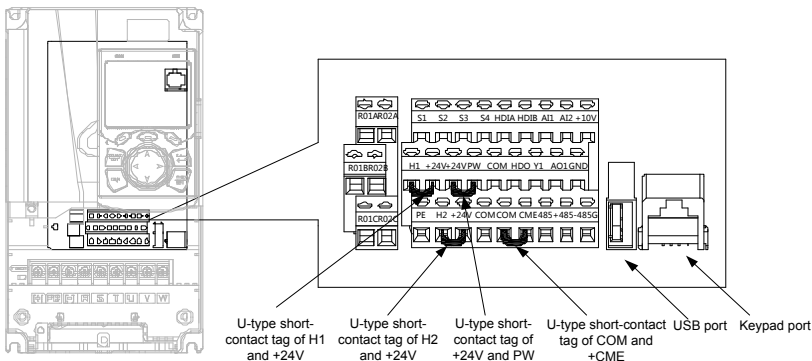 R01A R02A
S1 S2 S3 S4 HDIA HDIB AI1 AI2 +10V
R01B R02B
H1 +24V +24V PW COM HDO Y1 AO1 GND
R01C R02C
PE H2 +24V COM COM CME 485+ 485- 485G
(+) PB (-) R S T U V W
U-type short-
contact tag of H1
and +24V
U-type short-
contact tag of H2
and +24V
U-type short-
contact tag of
+24V and PW
U-type short-contact
tag of COM and
+CME
USB port
Keypad port